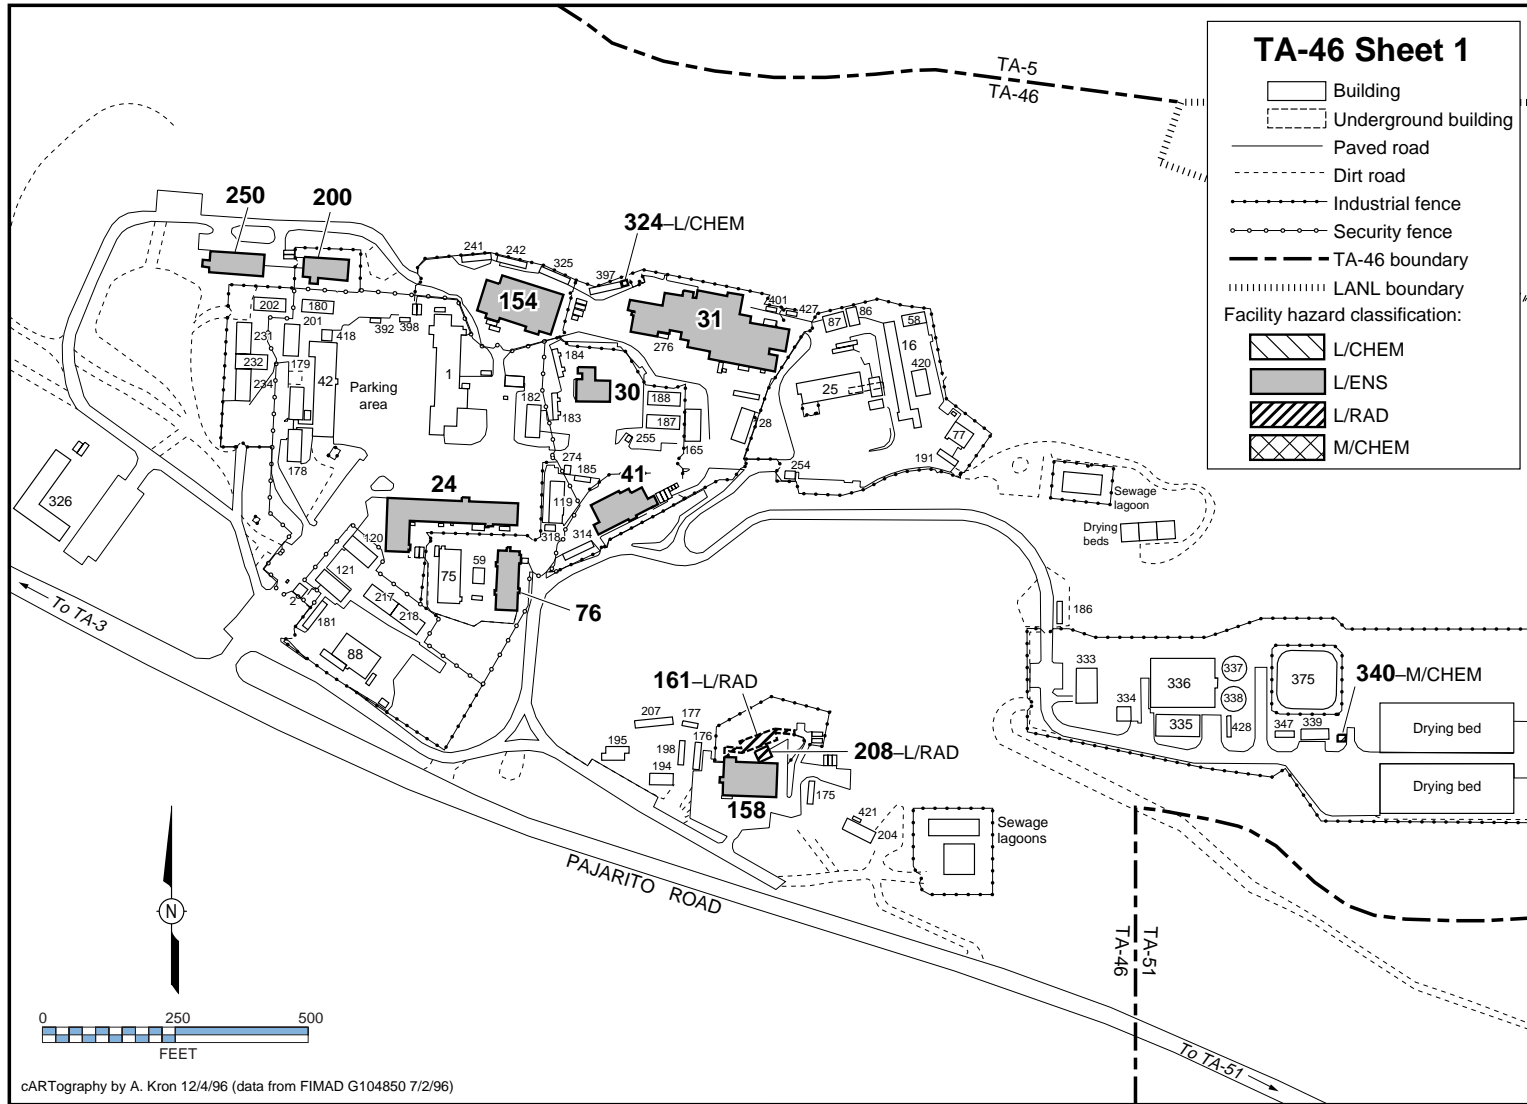 TA-5
TA-46
TA-46 Sheet 1
Building
Underground building
Paved road
Dirt road
Industrial fence
Security fence
TA-46 boundary
LANL boundary
Facility hazard classification:
L/CHEM
L/ENS
L/RAD
M/CHEM
250
200
324–L/CHEM
241
242
325
397
154
31
401
427
276
87
86
58
16
420
25
202
180
201
231
418
392
398
232
179
234
42
1
Parking
area
184
30
182
183
188
187
255
165
28
77
191
254
178
274
185
41
326
24
119
318
314
120
121
59
75
76
217
218
2
181
88
Sewage
lagoon
Drying
beds
186
To TA-3
333
334
336
335
337
338
428
375
347
339
340–M/CHEM
Drying bed
Drying bed
161–L/RAD
207
177
195
198
176
194
208–L/RAD
158
175
421
204
Sewage
lagoons
PAJARITO ROAD
TA-51
TA-46
To TA-51
N
0 250 500
FEET
cARTography by A. Kron 12/4/96 (data from FIMAD G104850 7/2/96)